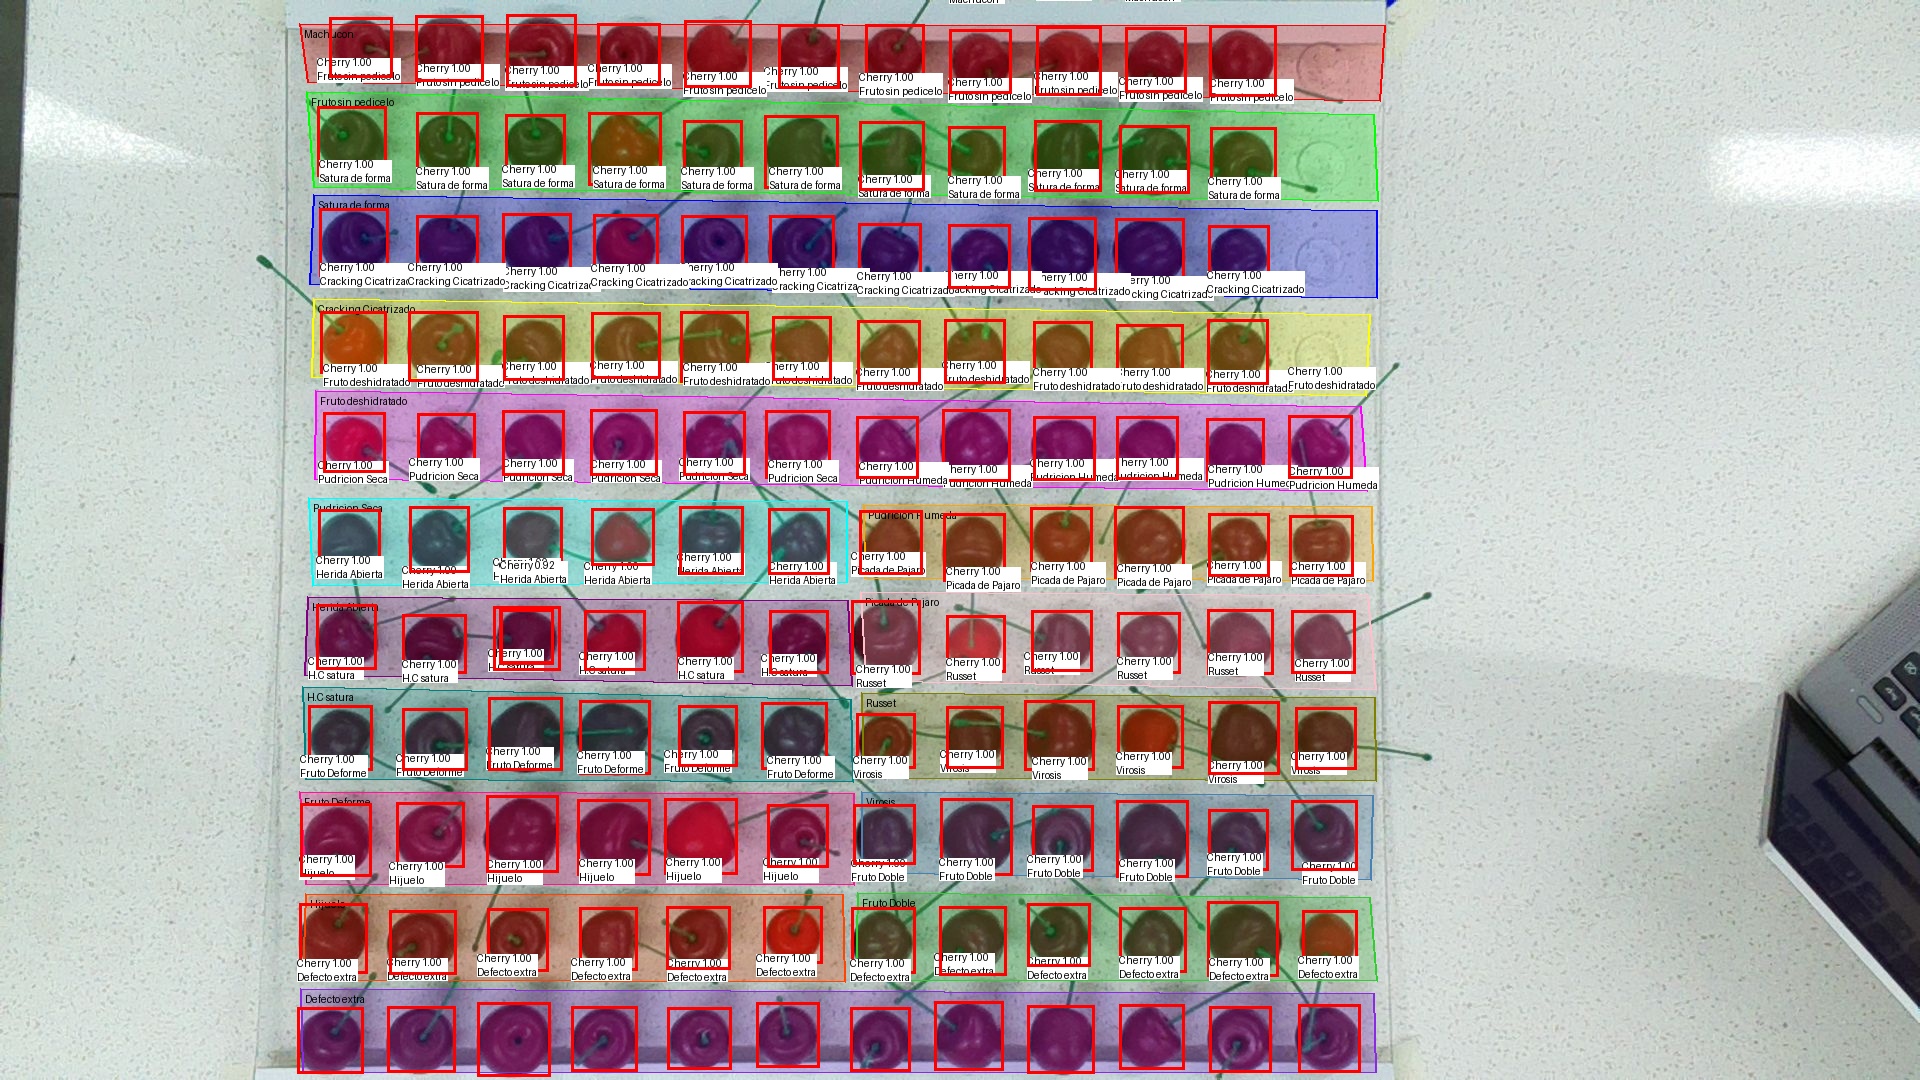 Machucon Machucon
Machucon
Cherry 1.00 Cherry 1.00 Cherry 1.00 Cherry 1.00 Cherry 1.00 Cherry 1.00 Cherry 1.00 Cherry 1.00 Cherry 1.00 Cherry 1.00 Cherry 1.00
Fruto sin pedicelo Fruto sin pedicelo Fruto sin pedicelo Fruto sin pedicelo Fruto sin pedicelo Fruto sin pedicelo Fruto sin pedicelo Fruto sin pedicelo Fruto sin pedicelo Fruto sin pedicelo Fruto sin pedicelo
Fruto sin pedicelo
Cherry 1.00 Cherry 1.00 Cherry 1.00 Cherry 1.00 Cherry 1.00 Cherry 1.00 Cherry 1.00 Cherry 1.00 Cherry 1.00 Cherry 1.00 Cherry 1.00
Satura de forma Satura de forma Satura de forma Satura de forma Satura de forma Satura de forma Satura de forma Satura de forma Satura de forma Satura de forma Satura de forma
Satura de forma
Cherry 1.00 Cherry 1.00 Cherry 1.00 Cherry 1.00 Cherry 1.00 Cherry 1.00 Cherry 1.00 Cherry 1.00 Cherry 1.00 Cherry 1.00 Cherry 1.00
Cracking Cicatrizado Cracking Cicatrizado Cracking Cicatrizado Cracking Cicatrizado Cracking Cicatrizado Cracking Cicatrizado Cracking Cicatrizado Cracking Cicatrizado Cracking Cicatrizado Cracking Cicatrizado Cracking Cicatrizado
Cracking Cicatrizado
Cherry 1.00 Cherry 1.00 Cherry 1.00 Cherry 1.00 Cherry 1.00 Cherry 1.00 Cherry 1.00 Cherry 1.00 Cherry 1.00 Cherry 1.00 Cherry 1.00 Cherry 1.00
Fruto deshidratado Fruto deshidratado Fruto deshidratado Fruto deshidratado Fruto deshidratado Fruto deshidratado Fruto deshidratado Fruto deshidratado Fruto deshidratado Fruto deshidratado Fruto deshidratado Fruto deshidratado
Fruto deshidratado
Cherry 1.00 Cherry 1.00 Cherry 1.00 Cherry 1.00 Cherry 1.00 Cherry 1.00 Cherry 1.00 Cherry 1.00 Cherry 1.00 Cherry 1.00 Cherry 1.00 Cherry 1.00
Pudricion Seca Pudricion Seca Pudricion Seca Pudricion Seca Pudricion Seca Pudricion Seca Pudricion Humeda Pudricion Humeda Pudricion Humeda Pudricion Humeda Pudricion Humeda Pudricion Humeda
Pudricion Seca Pudricion Humeda
Cherry 1.00 Cherry 1.00 Cherry 0.92 Cherry 1.00 Cherry 1.00 Cherry 1.00 Cherry 1.00 Cherry 1.00 Cherry 1.00 Cherry 1.00 Cherry 1.00 Cherry 1.00
Herida Abierta Herida Abierta Herida Abierta Herida Abierta Herida Abierta Herida Abierta Picada de Pajaro Picada de Pajaro Picada de Pajaro Picada de Pajaro Picada de Pajaro Picada de Pajaro
Herida Abierta Picada de Pajaro
Cherry 1.00 Cherry 1.00 Cherry 1.00 Cherry 1.00 Cherry 1.00 Cherry 1.00 Cherry 1.00 Cherry 1.00 Cherry 1.00 Cherry 1.00 Cherry 1.00 Cherry 1.00
H.C satura H.C satura H.C satura H.C satura H.C satura H.C satura Russet Russet Russet Russet Russet Russet
H.C satura Russet
Cherry 1.00 Cherry 1.00 Cherry 1.00 Cherry 1.00 Cherry 1.00 Cherry 1.00 Cherry 1.00 Cherry 1.00 Cherry 1.00 Cherry 1.00 Cherry 1.00 Cherry 1.00
Fruto Deforme Fruto Deforme Fruto Deforme Fruto Deforme Fruto Deforme Fruto Deforme Virosis Virosis Virosis Virosis Virosis Virosis
Fruto Deforme Virosis
Cherry 1.00 Cherry 1.00 Cherry 1.00 Cherry 1.00 Cherry 1.00 Cherry 1.00 Cherry 1.00 Cherry 1.00 Cherry 1.00 Cherry 1.00 Cherry 1.00 Cherry 1.00
Hijuelo Hijuelo Hijuelo Hijuelo Hijuelo Hijuelo Fruto Doble Fruto Doble Fruto Doble Fruto Doble Fruto Doble Fruto Doble
Hijuelo Fruto Doble
Cherry 1.00 Cherry 1.00 Cherry 1.00 Cherry 1.00 Cherry 1.00 Cherry 1.00 Cherry 1.00 Cherry 1.00 Cherry 1.00 Cherry 1.00 Cherry 1.00 Cherry 1.00
Defecto extra Defecto extra Defecto extra Defecto extra Defecto extra Defecto extra Defecto extra Defecto extra Defecto extra Defecto extra Defecto extra Defecto extra
Defecto extra